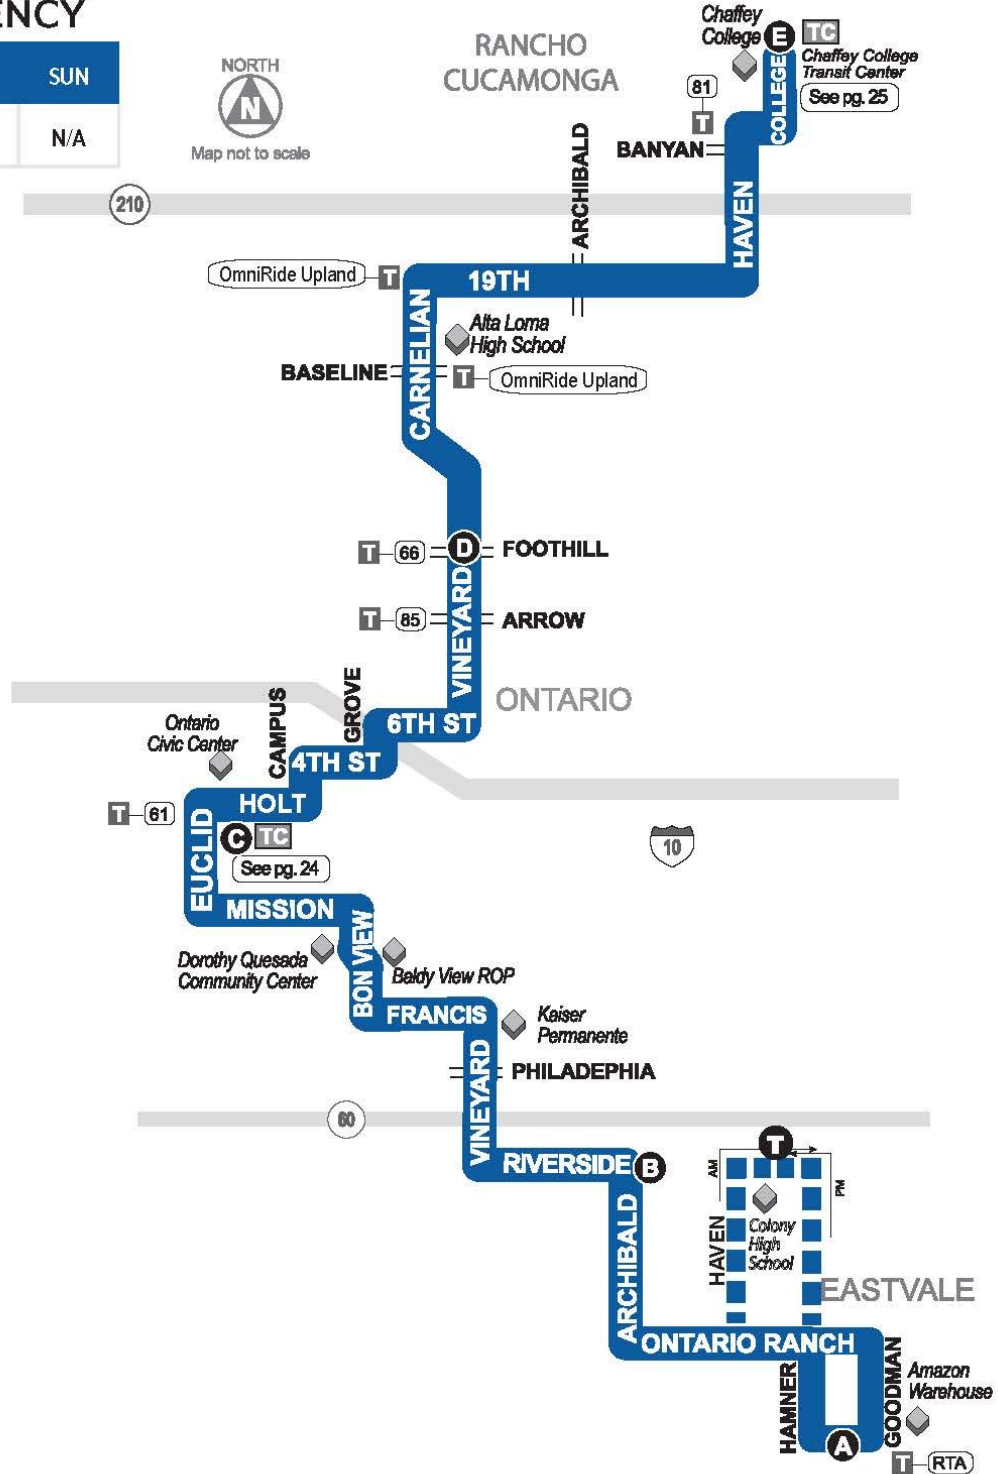 ENCY
SUN
N/A
NORTH
N
Map not to scale
RANCHO
CUCAMONGA
Chaffey
College
E
TC
Chaffey College
Transit Center
See pg. 25
COLLEGE
81
T
BANYAN
ARCHIBALD
HAVEN
210
OmniRide Upland
T
19TH
CARNELIAN
Alta Loma
High School
BASELINE
T
OmniRide Upland
T
66
D
FOOTHILL
T
85
ARROW
VINEYARD
ONTARIO
GROVE
CAMPUS
6TH ST
Ontario
Civic Center
4TH ST
T
61
HOLT
EUCLID
C
TC
See pg. 24
10
MISSION
BON VIEW
Dorothy Quesada
Community Center
Baldy View ROP
FRANCIS
Kaiser
Permanente
VINEYARD
PHILADEPHIA
60
RIVERSIDE
B
T
AM
PM
HAVEN
Colony
High
School
ARCHIBALD
EASTVALE
ONTARIO RANCH
HAMNER
GOODMAN
Amazon
Warehouse
A
T
RTA